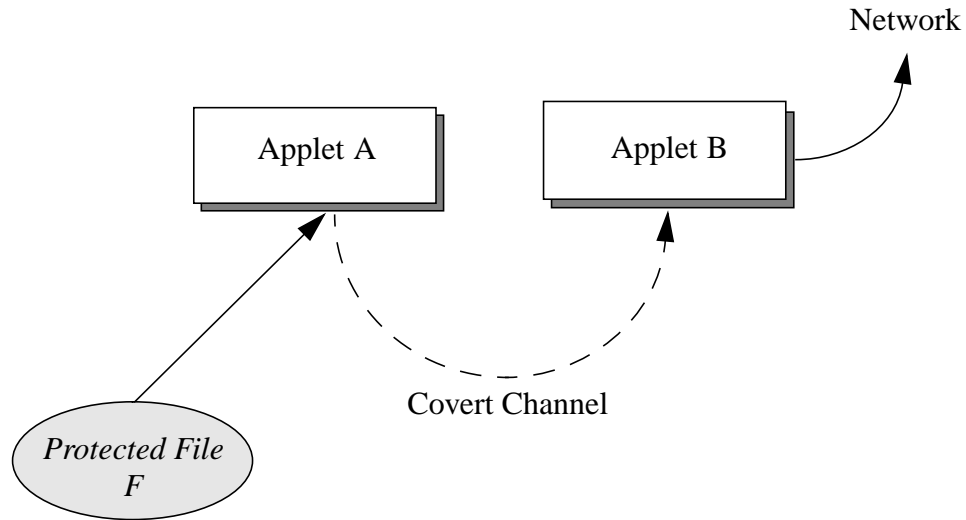 Network
Applet A
Applet B
Covert Channel
Protected File
F